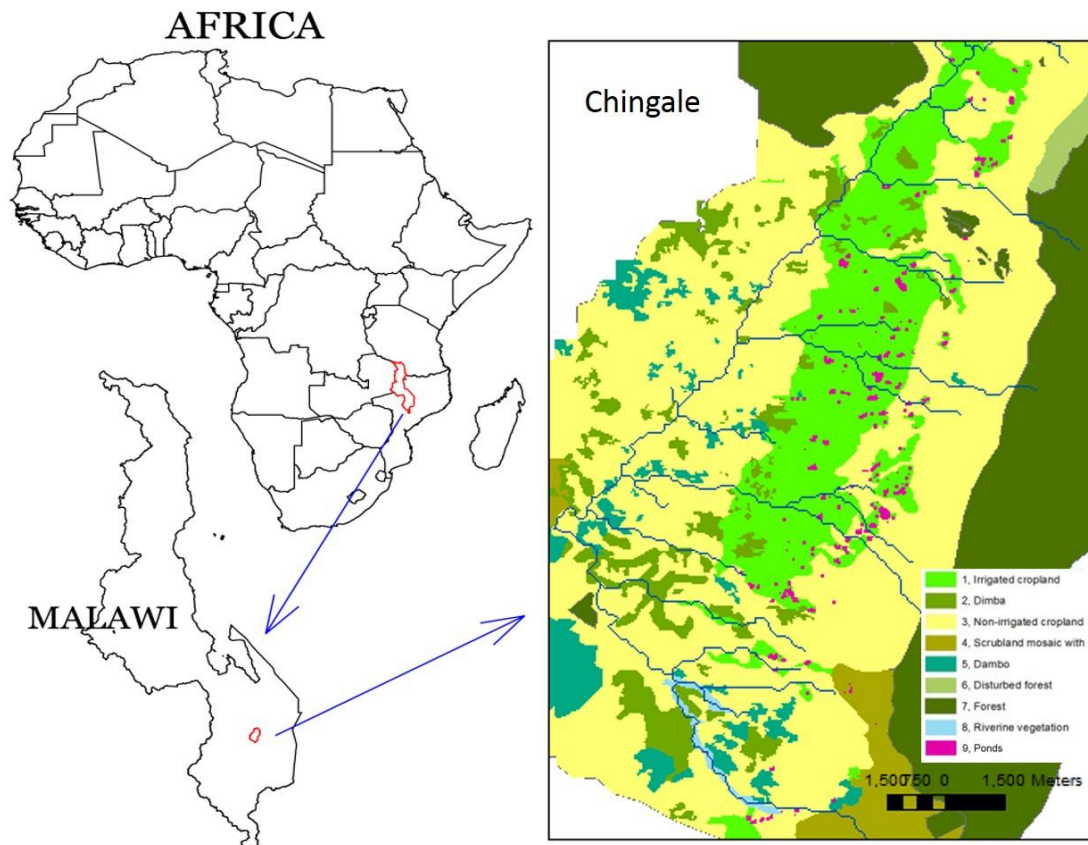 AFRICA
MALAWI
Chingale
1, Irrigated cropland
2, Dimba
3, Non-irrigated cropland
4, Scrubland mosaic with
5, Dambo
6, Disturbed forest
7, Forest
8, Riverine vegetation
9, Ponds
1,500 750 0 1,500 Meters